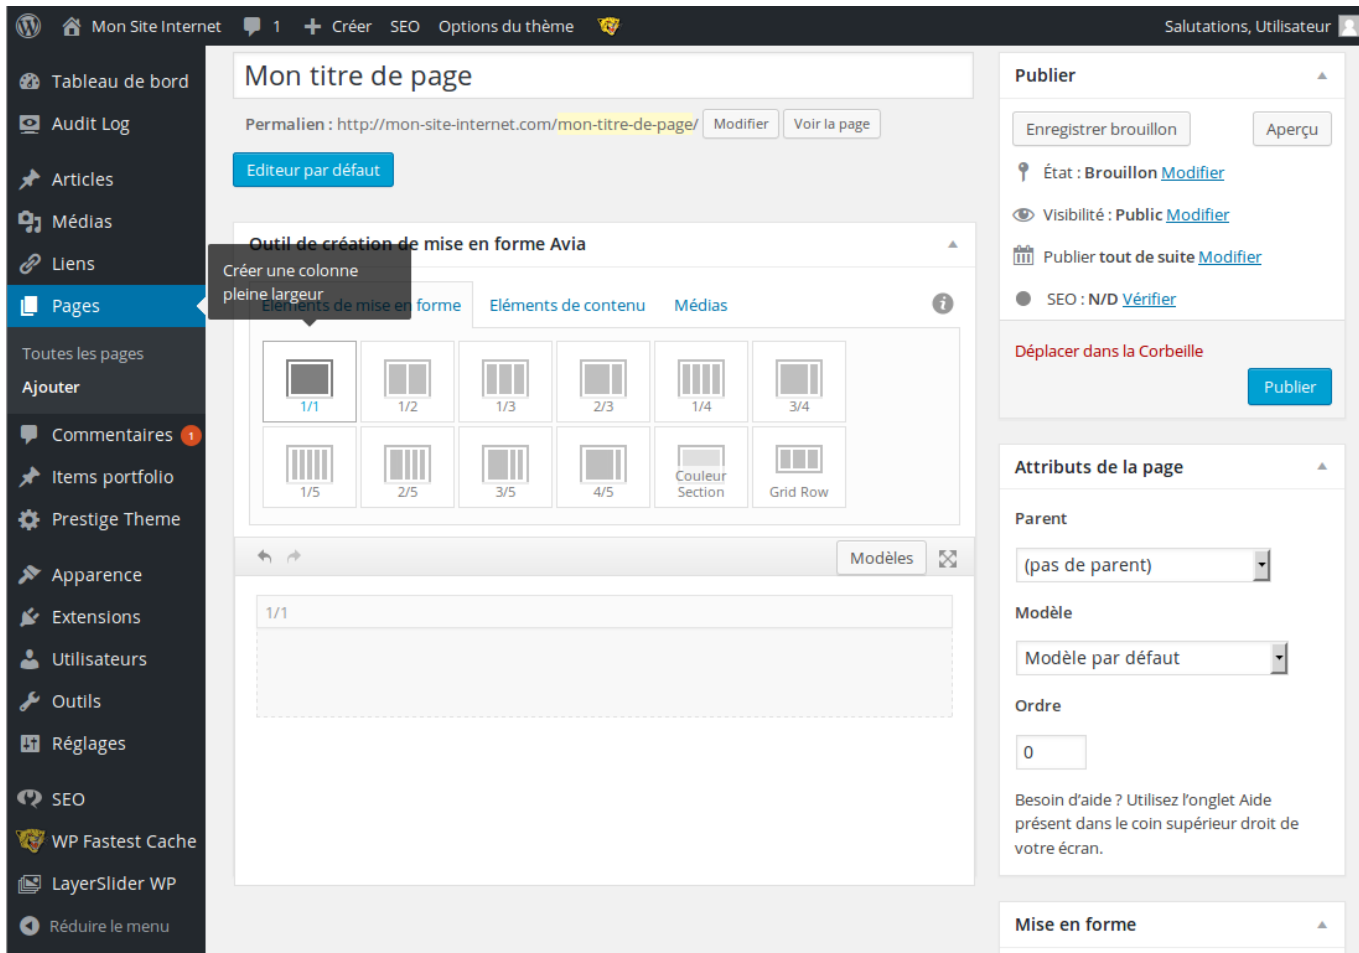 Mon Site Internet
1
Créer
SEO
Options du thème
Salutations, Utilisateur
Tableau de bord
Audit Log
Articles
Médias
Liens
Pages
Toutes les pages
Ajouter
Commentaires 1
Items portfolio
Prestige Theme
Apparence
Extensions
Utilisateurs
Outils
Réglages
SEO
WP Fastest Cache
LayerSlider WP
Réduire le menu
Mon titre de page
Permalien : http://mon-site-internet.com/mon-titre-de-page/ Modifier Voir la page
Editeur par défaut
Outil de création de mise en forme Avia
Créer une colonne
pleine largeur
Eléments de mise en forme
Eléments de contenu
Médias
1/1
1/2
1/3
2/3
1/4
3/4
1/5
2/5
3/5
4/5
Couleur
Section
Grid Row
Modèles
1/1
Publier
Enregistrer brouillon
Aperçu
État : Brouillon Modifier
Visibilité : Public Modifier
Publier tout de suite Modifier
SEO : N/D Vérifier
Déplacer dans la Corbeille
Publier
Attributs de la page
Parent
(pas de parent)
Modèle
Modèle par défaut
Ordre
0
Besoin d’aide ? Utilisez l’onglet Aide
présent dans le coin supérieur droit de
votre écran.
Mise en forme